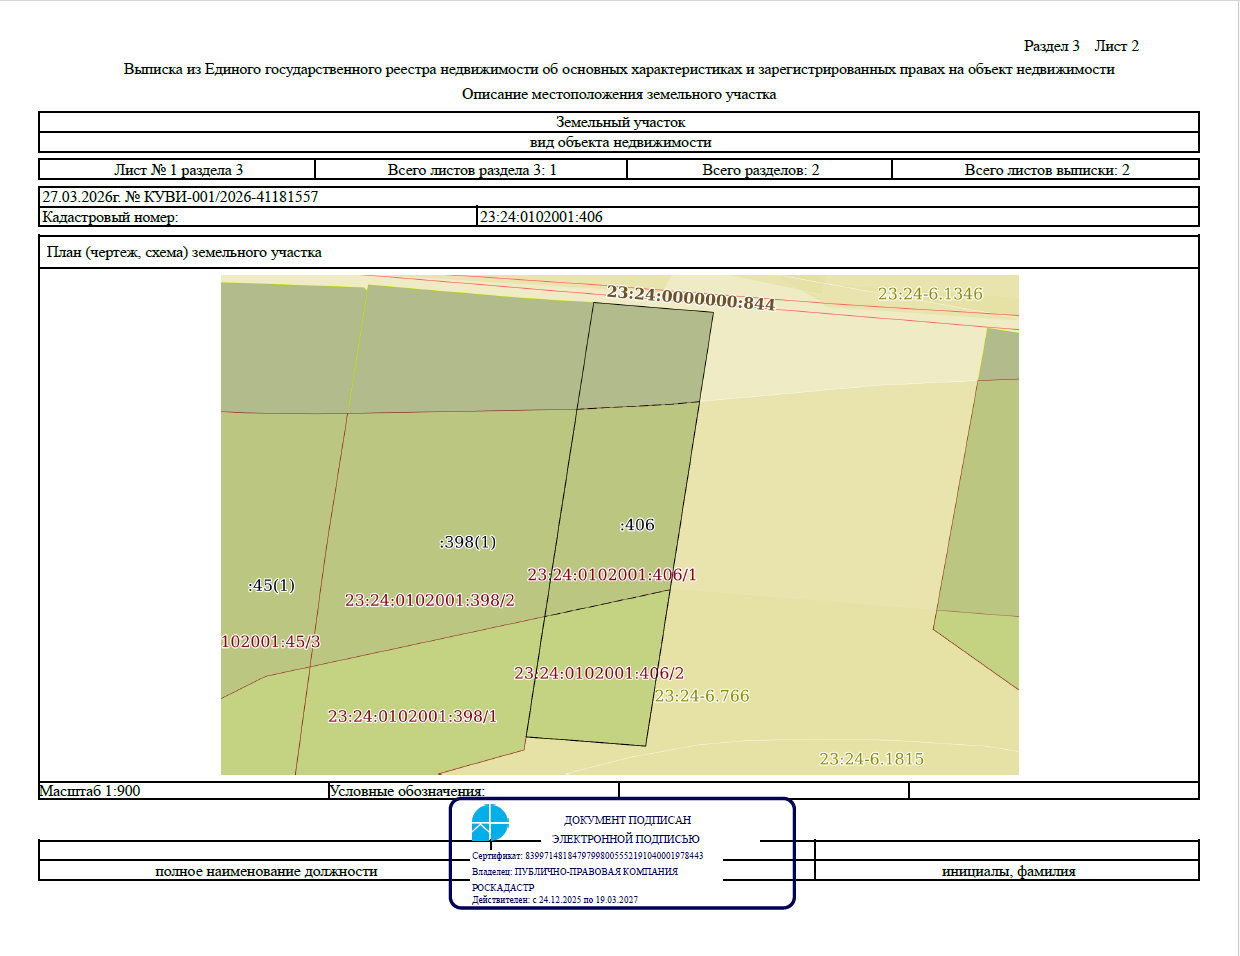 Раздел 3 Лист 2
Выписка из Единого государственного реестра недвижимости об основных характеристиках и зарегистрированных правах на объект недвижимости
Описание местоположения земельного участка
Земельный участок
вид объекта недвижимости
Лист № 1 раздела 3 Всего листов раздела 3: 1 Всего разделов: 2 Всего листов выписки: 2
27.03.2026г. № КУВИ-001/2026-41181557
Кадастровый номер: 23:24:0102001:406
План (чертеж, схема) земельного участка
23:24:0000000:844
23:24-6.1346
:406
:398(1)
23:24:0102001:406/1
:45(1)
23:24:0102001:398/2
102001:45/3
23:24:0102001:406/2
23:24-6.766
23:24:0102001:398/1
23:24-6.1815
Масштаб 1:900 Условные обозначения:
ДОКУМЕНТ ПОДПИСАН
ЭЛЕКТРОННОЙ ПОДПИСЬЮ
Сертификат: 83997148184797998005552191040001978443
Владелец: ПУБЛИЧНО-ПРАВОВАЯ КОМПАНИЯ
РОСКАДАСТР
Действителен: с 24.12.2025 по 19.03.2027
полное наименование должности инициалы, фамилия